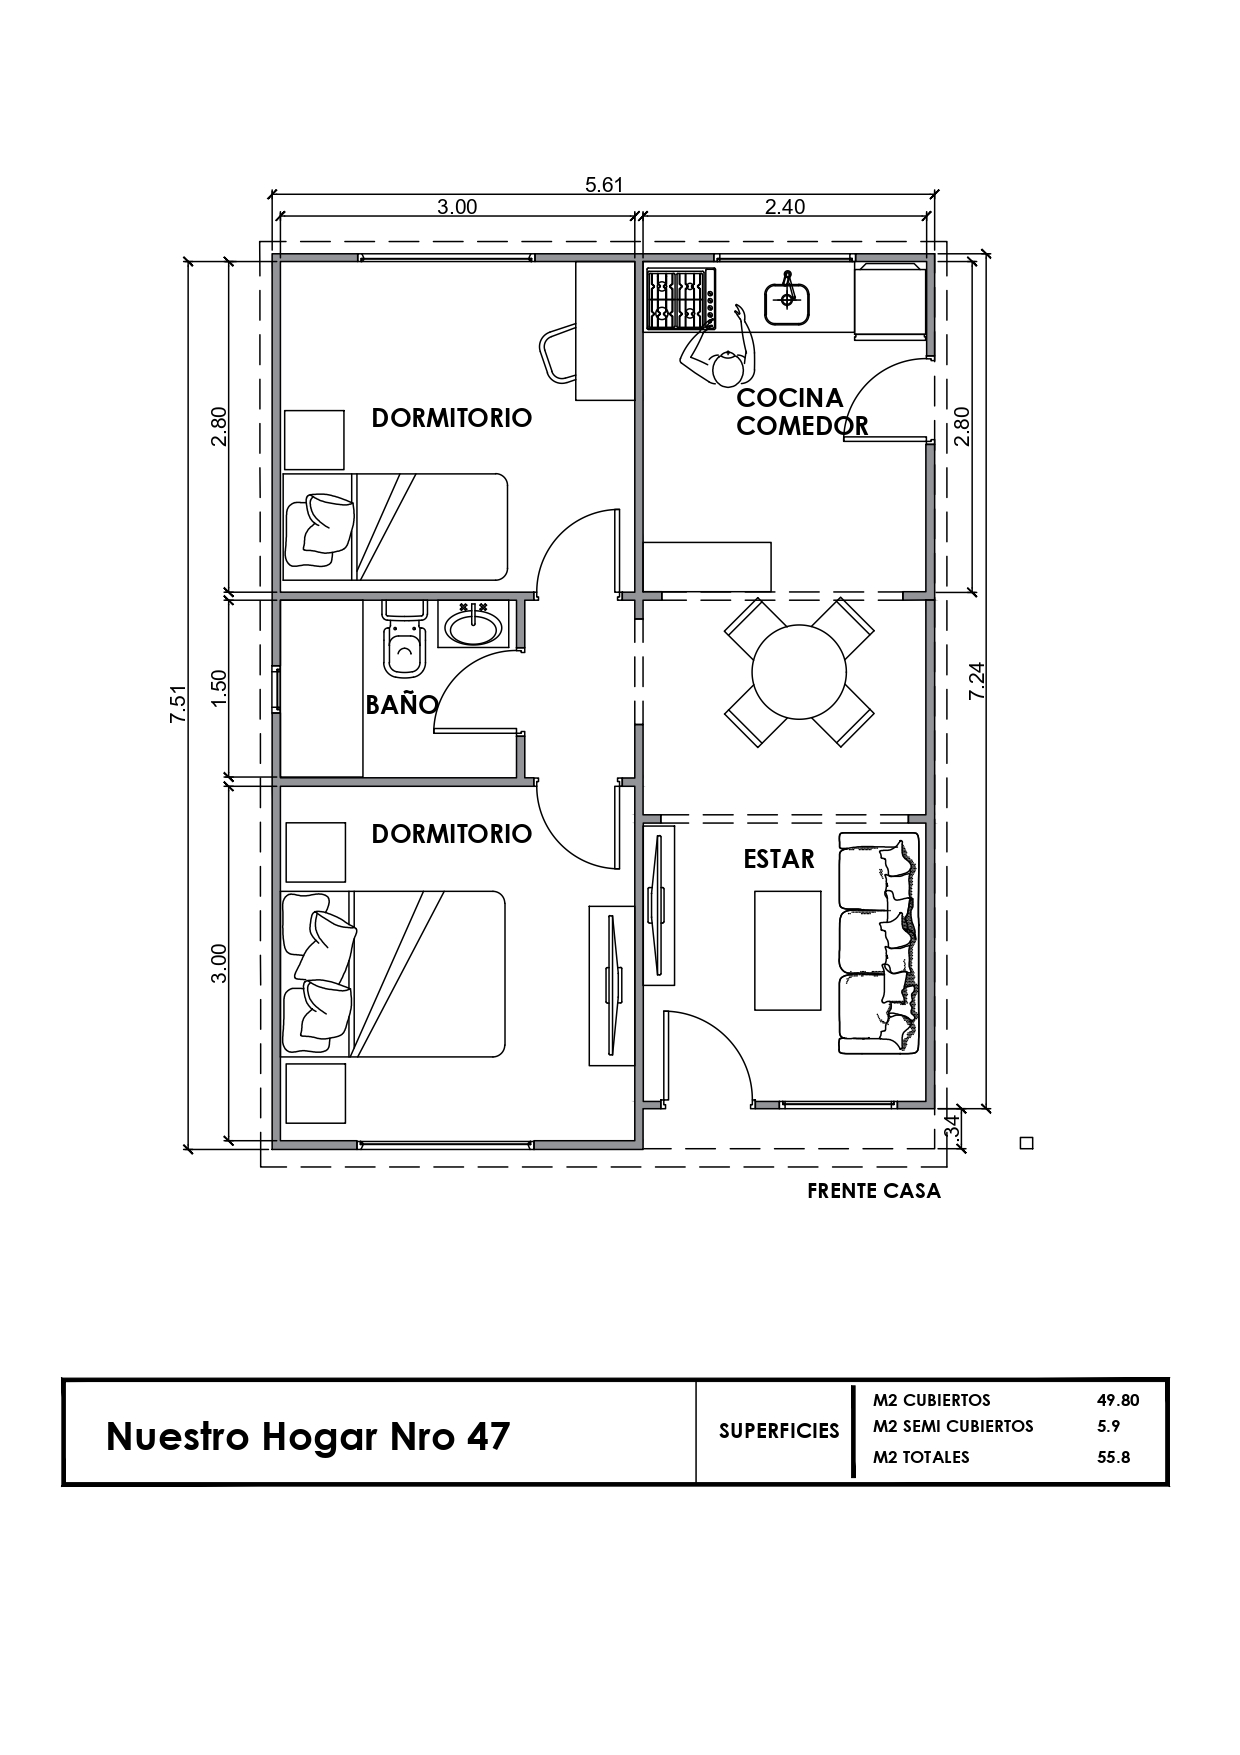 5.61
3.00
2.40
DORMITORIO
COCINA
COMEDOR
2.80
2.80
BAÑO
1.50
7.51
7.24
DORMITORIO
ESTAR
3.00
.34
FRENTE CASA
Nuestro Hogar Nro 47
SUPERFICIES
M2 CUBIERTOS 49.80
M2 SEMI CUBIERTOS 5.9
M2 TOTALES 55.8